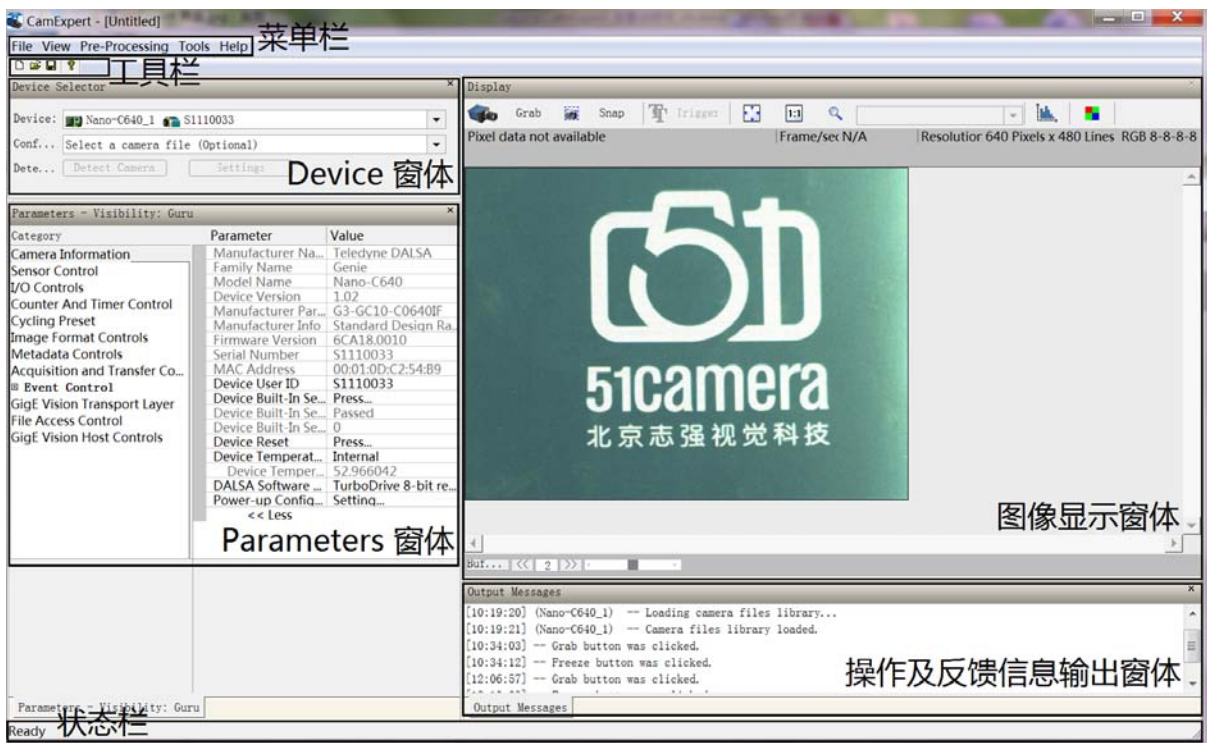 CamExpert - [Untitled]
File View Pre-Processing Tools Help 菜单栏
工具栏
Device Selector
Device: Nano-C640_1 S1110033
Conf... Select a camera file (Optional)
Dete... Detect Camera Settings
Device 窗体
Parameters - Visibility: Guru
Category
Camera Information
Sensor Control
I/O Controls
Counter And Timer Control
Cycling Preset
Image Format Controls
Metadata Controls
Acquisition and Transfer Co...
Event Control
GigE Vision Transport Layer
File Access Control
GigE Vision Host Controls
Parameter Value
Manufacturer Na... Teledyne DALSA
Family Name Genie
Model Name Nano-C640
Device Version 1.02
Manufacturer Par... G3-GC10-C0640IF
Manufacturer Info Standard Design Ra...
Firmware Version 6CA18.0010
Serial Number S1110033
MAC Address 00:01:0D:C2:54:B9
Device User ID S1110033
Device Built-In Se... Press...
Device Built-In Se... Passed
Device Built-In Se... 0
Device Reset Press...
Device Temperat... Internal
Device Temper... 52.966042
DALSA Software ... TurboDrive 8-bit re...
Power-up Config... Setting...
<< Less
Parameters 窗体
Parameters - Visibility: Guru
Display
Grab Snap Trigger 1:1
Pixel data not available Frame/sec N/A Resolution 640 Pixels x 480 Lines RGB 8-8-8-8
51camera
北京志强视觉科技
图像显示窗体
Buf... << 2 >>
Output Messages
[10:19:20] (Nano-C640_1) -- Loading camera files library...
[10:19:21] (Nano-C640_1) -- Camera files library loaded.
[10:34:03] -- Grab button was clicked.
[10:34:12] -- Freeze button was clicked.
[12:06:57] -- Grab button was clicked.
操作及反馈信息输出窗体
Output Messages
Ready 状态栏